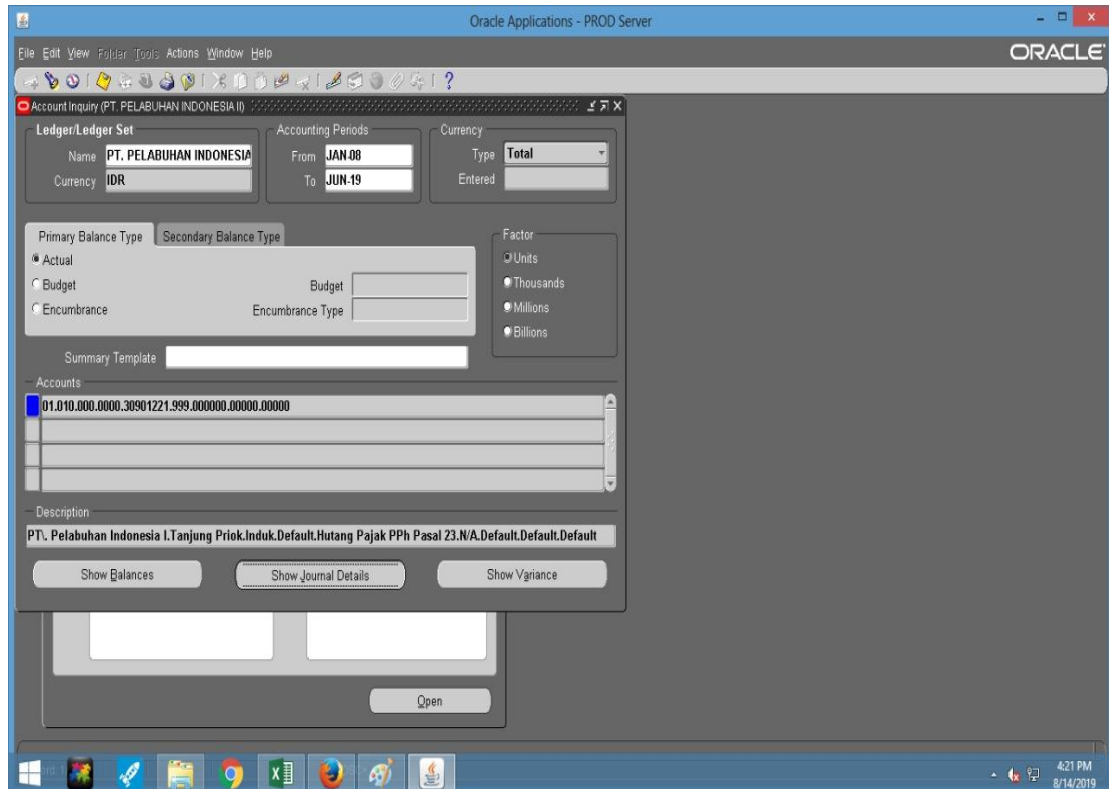 Oracle Applications - PROD Server
File Edit View Folder Tools Actions Window Help
ORACLE
?
Account Inquiry (PT. PELABUHAN INDONESIA II)
Ledger/Ledger Set
Accounting Periods
Currency
Name PT. PELABUHAN INDONESIA
From JAN-08
Type Total
Currency IDR
To JUN-19
Entered
Primary Balance Type Secondary Balance Type
Factor
Actual
Units
Budget Budget
Thousands
Encumbrance Encumbrance Type
Millions
Billions
Summary Template
Accounts
01.010.000.0000.30901221.999.000000.00000.00000
Description
PT\. Pelabuhan Indonesia I.Tanjung Priok.Induk.Default.Hutang Pajak PPh Pasal 23.N/A.Default.Default.Default
Show Balances Show Journal Details Show Variance
Open
4:21 PM
8/14/2019